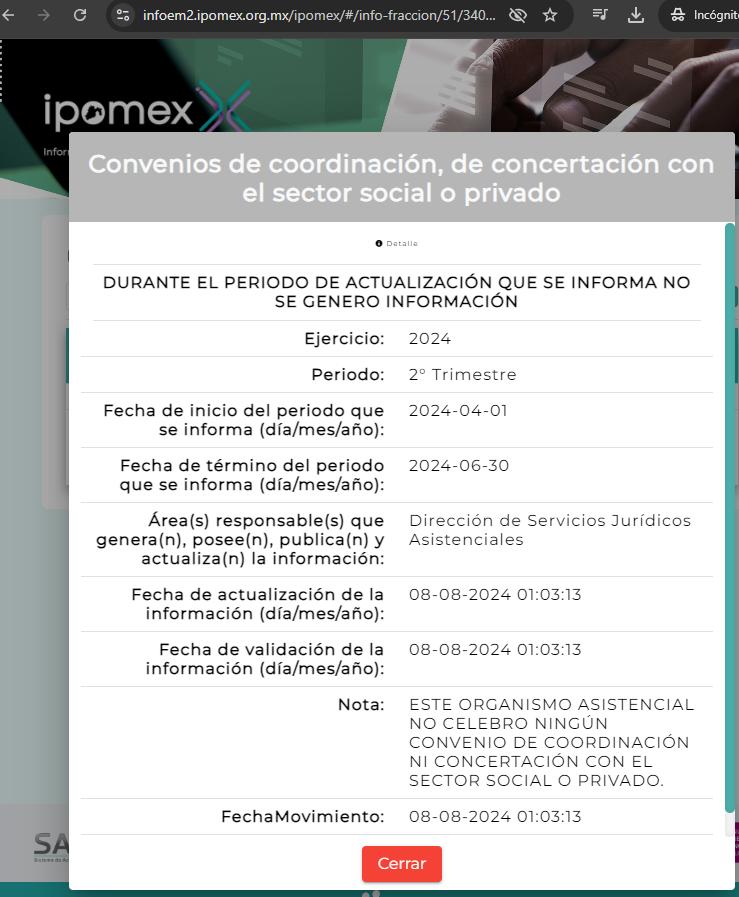 infoem2.ipomex.org.mx/ipomex/#/info-fraccion/51/340...
ipomex
Convenios de coordinación, de concertación con
el sector social o privado
Detalle
DURANTE EL PERIODO DE ACTUALIZACIÓN QUE SE INFORMA NO
SE GENERO INFORMACIÓN
Ejercicio: 2024
Periodo: 2° Trimestre
Fecha de inicio del periodo que 2024-04-01
se informa (día/mes/año):
Fecha de término del periodo 2024-06-30
que se informa (día/mes/año):
Área(s) responsable(s) que Dirección de Servicios Jurídicos
genera(n), posee(n), publica(n) y Asistenciales
actualiza(n) la información:
Fecha de actualización de la 08-08-2024 01:03:13
información (día/mes/año):
Fecha de validación de la 08-08-2024 01:03:13
información (día/mes/año):
Nota: ESTE ORGANISMO ASISTENCIAL
NO CELEBRO NINGÚN
CONVENIO DE COORDINACIÓN
NI CONCERTACIÓN CON EL
SECTOR SOCIAL O PRIVADO.
FechaMovimiento: 08-08-2024 01:03:13
Cerrar